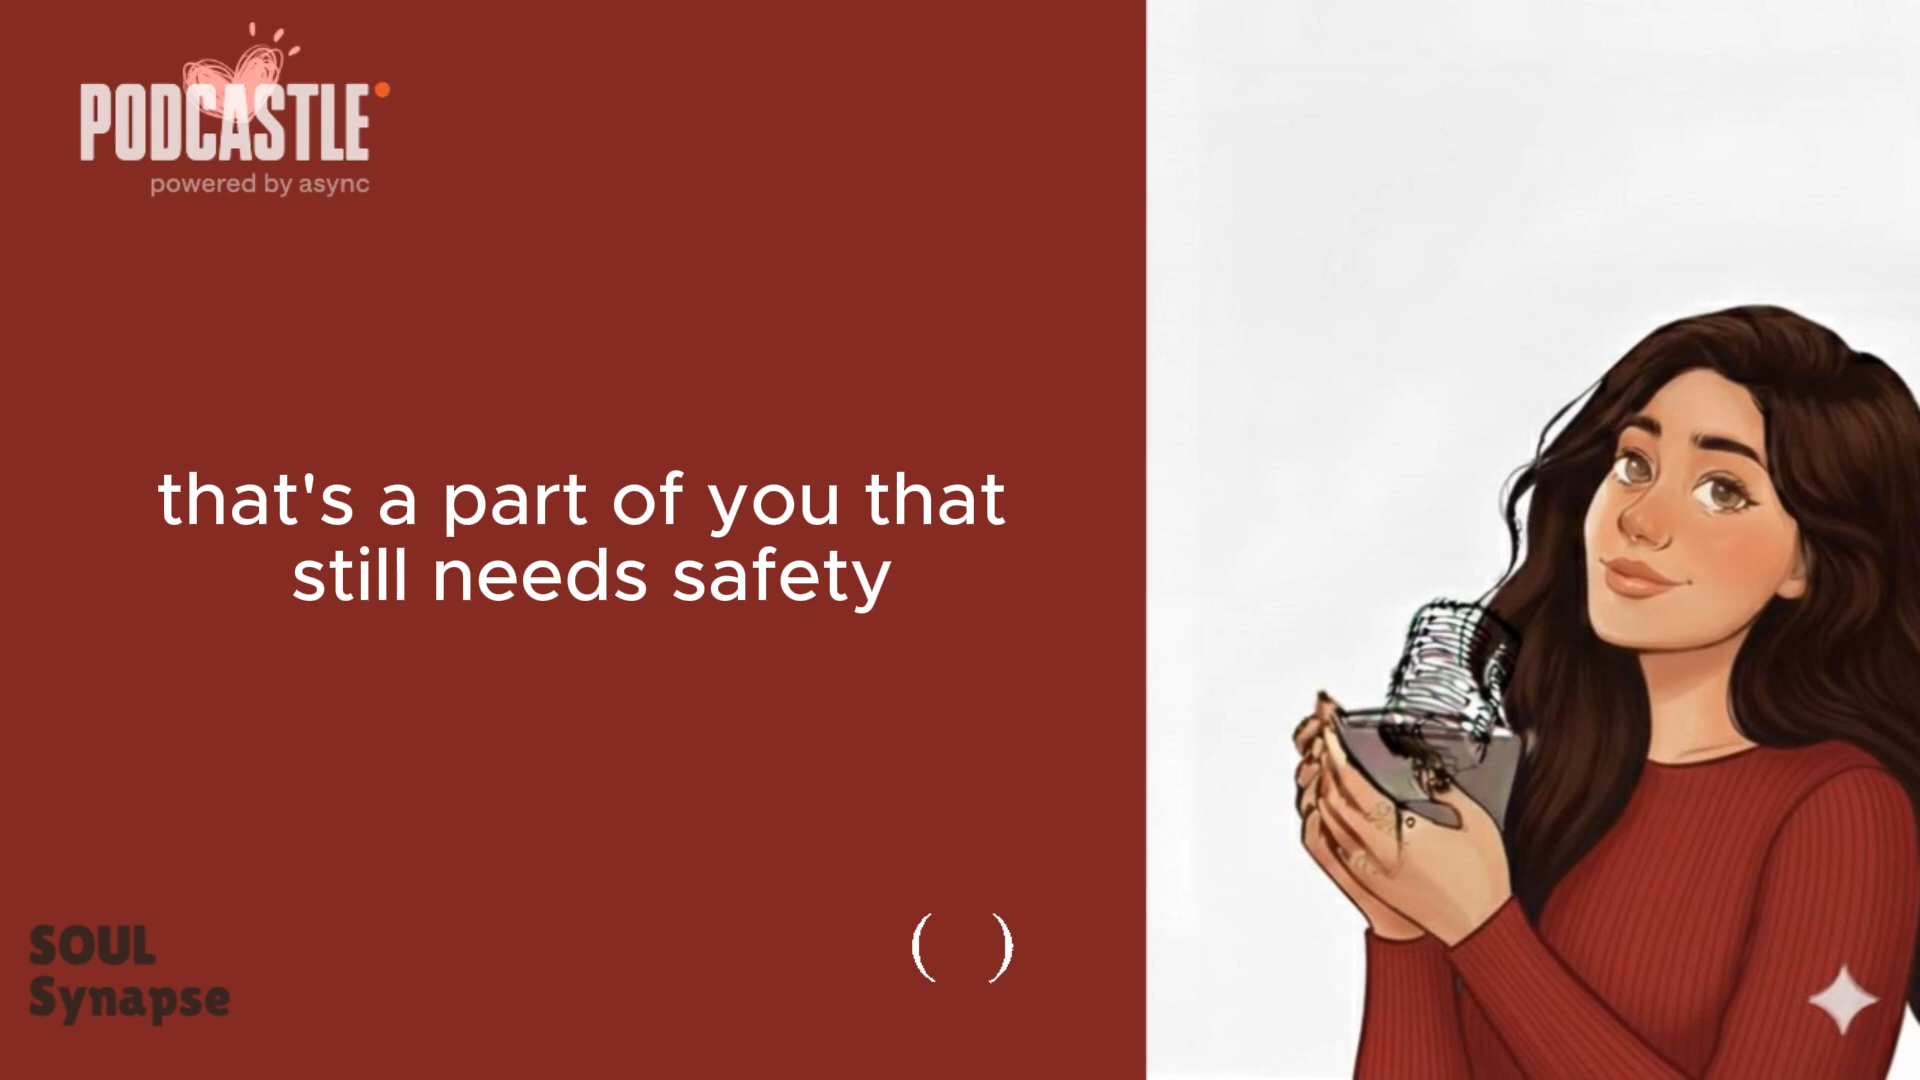 PODCASTLE
powered by async
that's a part of you that
still needs safety
( )
SOUL
Synapse